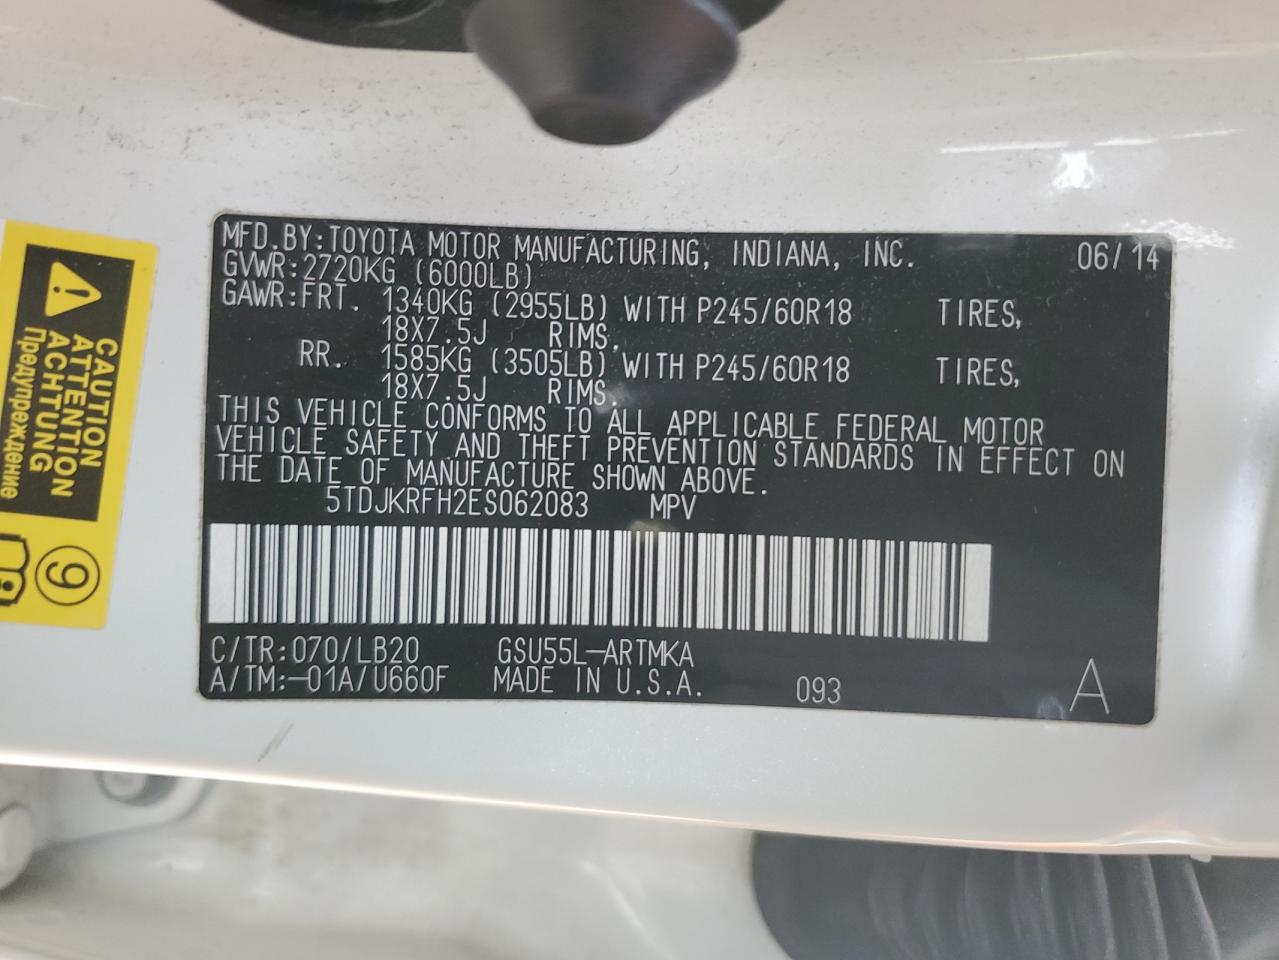 MFD.BY:TOYOTA MOTOR MANUFACTURING, INDIANA, INC. 06/14
GVWR:2720KG (6000LB)
GAWR:FRT. 1340KG (2955LB) WITH P245/60R18 TIRES,
18X7.5J RIMS.
RR. 1585KG (3505LB) WITH P245/60R18 TIRES,
18X7.5J RIMS.
THIS VEHICLE CONFORMS TO ALL APPLICABLE FEDERAL MOTOR
VEHICLE SAFETY AND THEFT PREVENTION STANDARDS IN EFFECT ON
THE DATE OF MANUFACTURE SHOWN ABOVE.
5TDJKRFH2ES062083 MPV
C/TR:070/LB20 GSU55L-ARTMKA
A/TM:-01A/U660F MADE IN U.S.A. 093 A
CAUTION
ATTENTION
ACHTUNG
Предупреждение
9